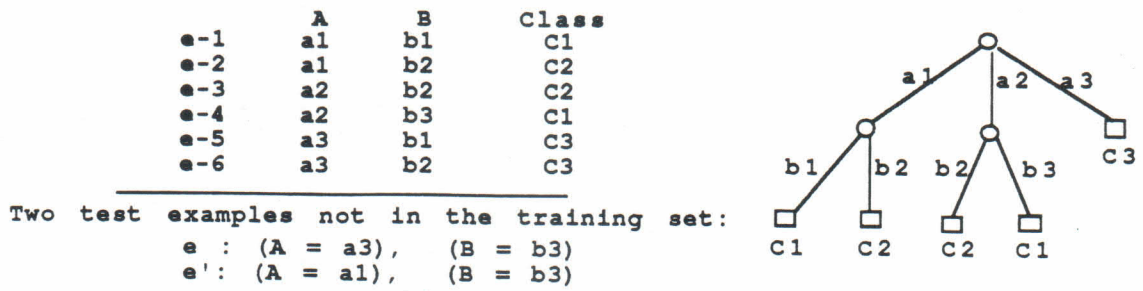 A B Class
e-1 a1 b1 C1
e-2 a1 b2 C2
e-3 a2 b2 C2
e-4 a2 b3 C1
e-5 a3 b1 C3
e-6 a3 b2 C3
Two test examples not in the training set:
e : (A = a3), (B = b3)
e': (A = a1), (B = b3)
a1 a2 a3
C3
b1 b2 b2 b3
C1 C2 C2 C1